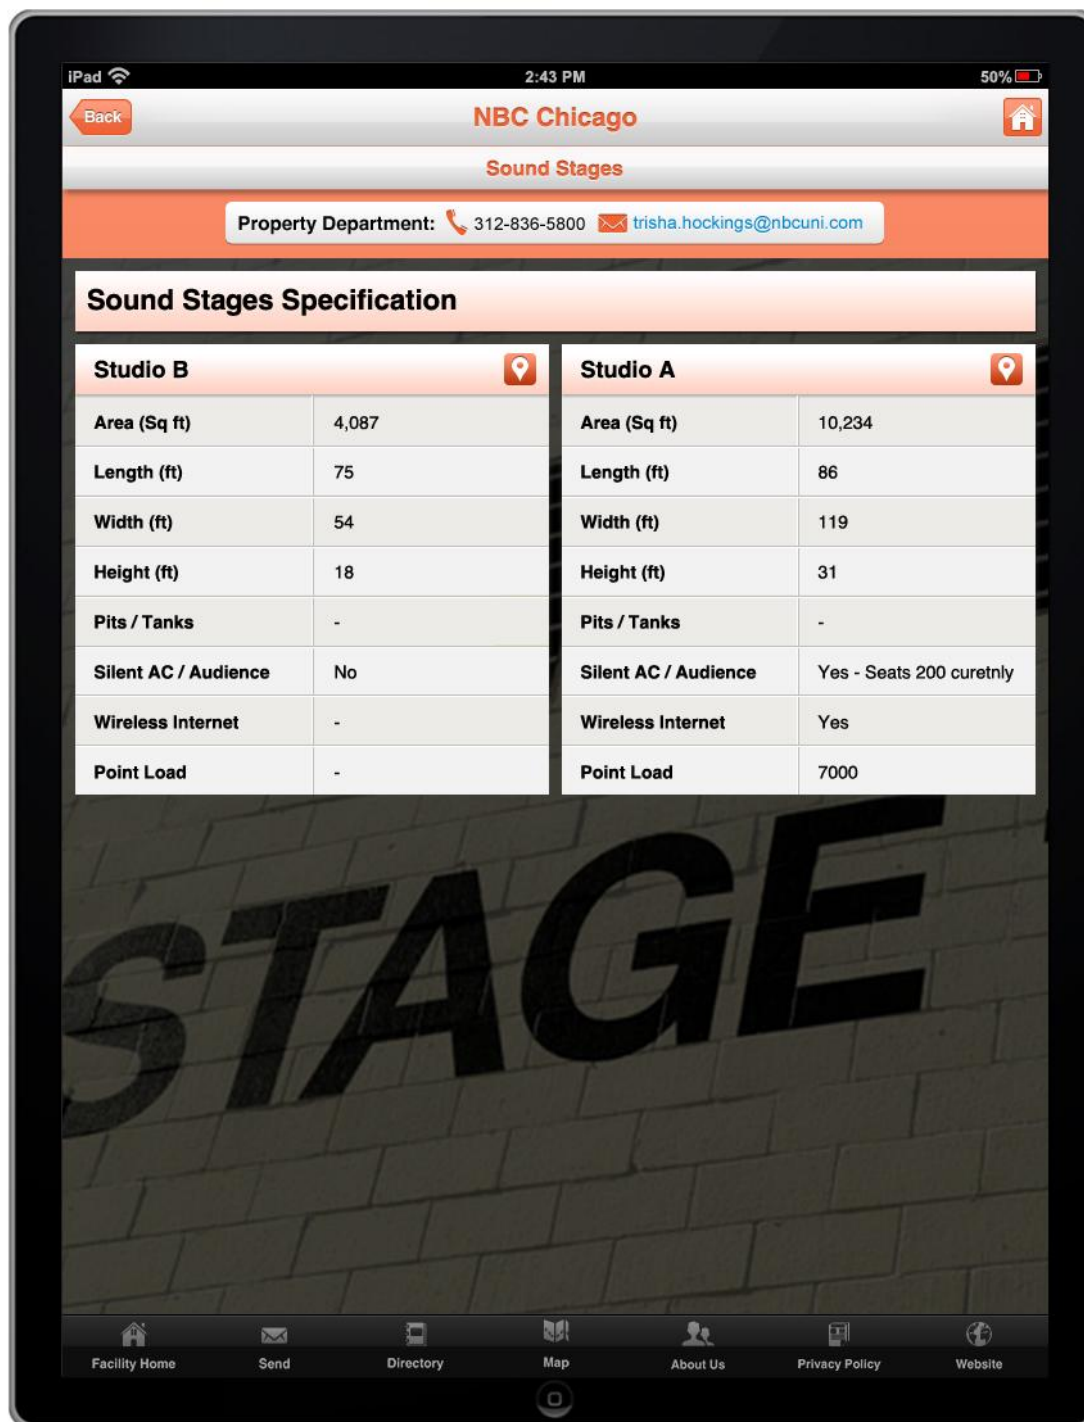 iPad 2:43 PM 50%
Back NBC Chicago
Sound Stages
Property Department: 312-836-5800 trisha.hockings@nbcuni.com
Sound Stages Specification
Studio B
Area (Sq ft) 4,087
Length (ft) 75
Width (ft) 54
Height (ft) 18
Pits / Tanks -
Silent AC / Audience No
Wireless Internet -
Point Load -
Studio A
Area (Sq ft) 10,234
Length (ft) 86
Width (ft) 119
Height (ft) 31
Pits / Tanks -
Silent AC / Audience Yes - Seats 200curetnly
Wireless Internet Yes
Point Load 7000
STAGE
Facility Home Send Directory Map About Us Privacy Policy Website